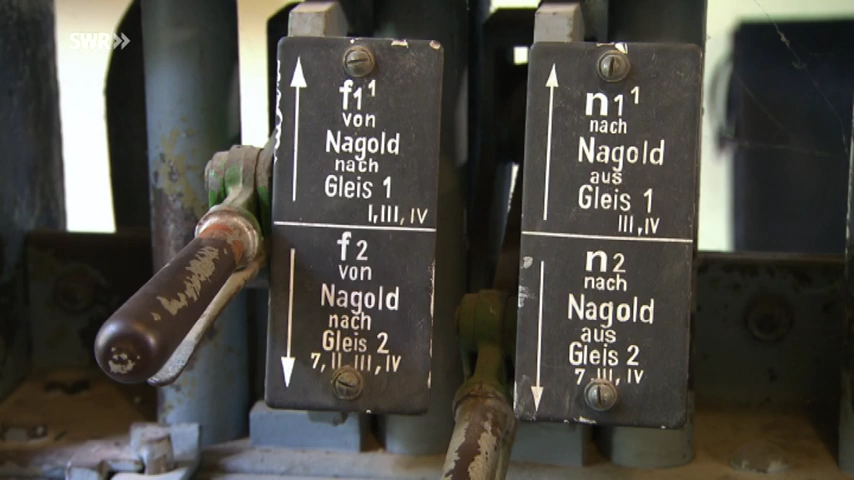 SWR
f1¹
von
Nagold
nach
Gleis 1
I, III, IV
f2
von
Nagold
nach
Gleis 2
7, II, III, IV
n1¹
nach
Nagold
aus
Gleis 1
III, IV
n2
nach
Nagold
aus
Gleis 2
7, III, IV